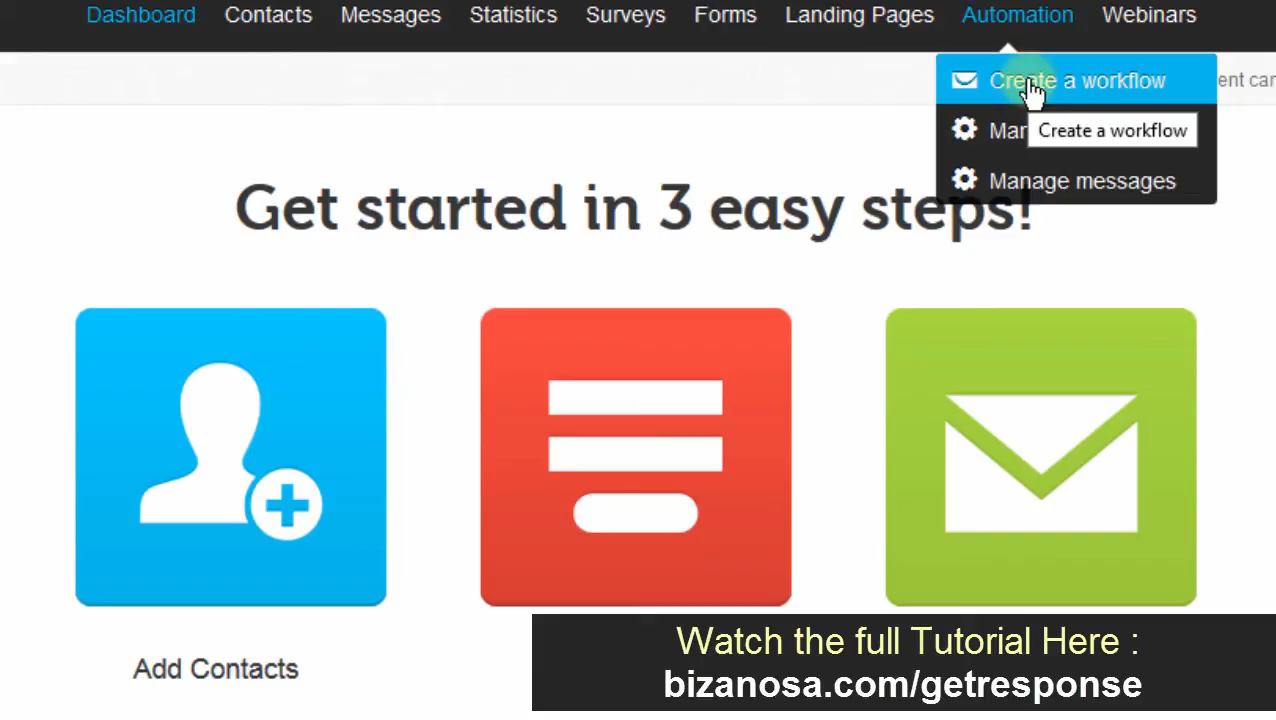 Dashboard Contacts Messages Statistics Surveys Forms Landing Pages Automation Webinars
Create a workflow
ent
Create a workflow
Manage messages
Get started in 3 easy steps!
Add Contacts
Watch the full Tutorial Here :
bizanosa.com/getresponse